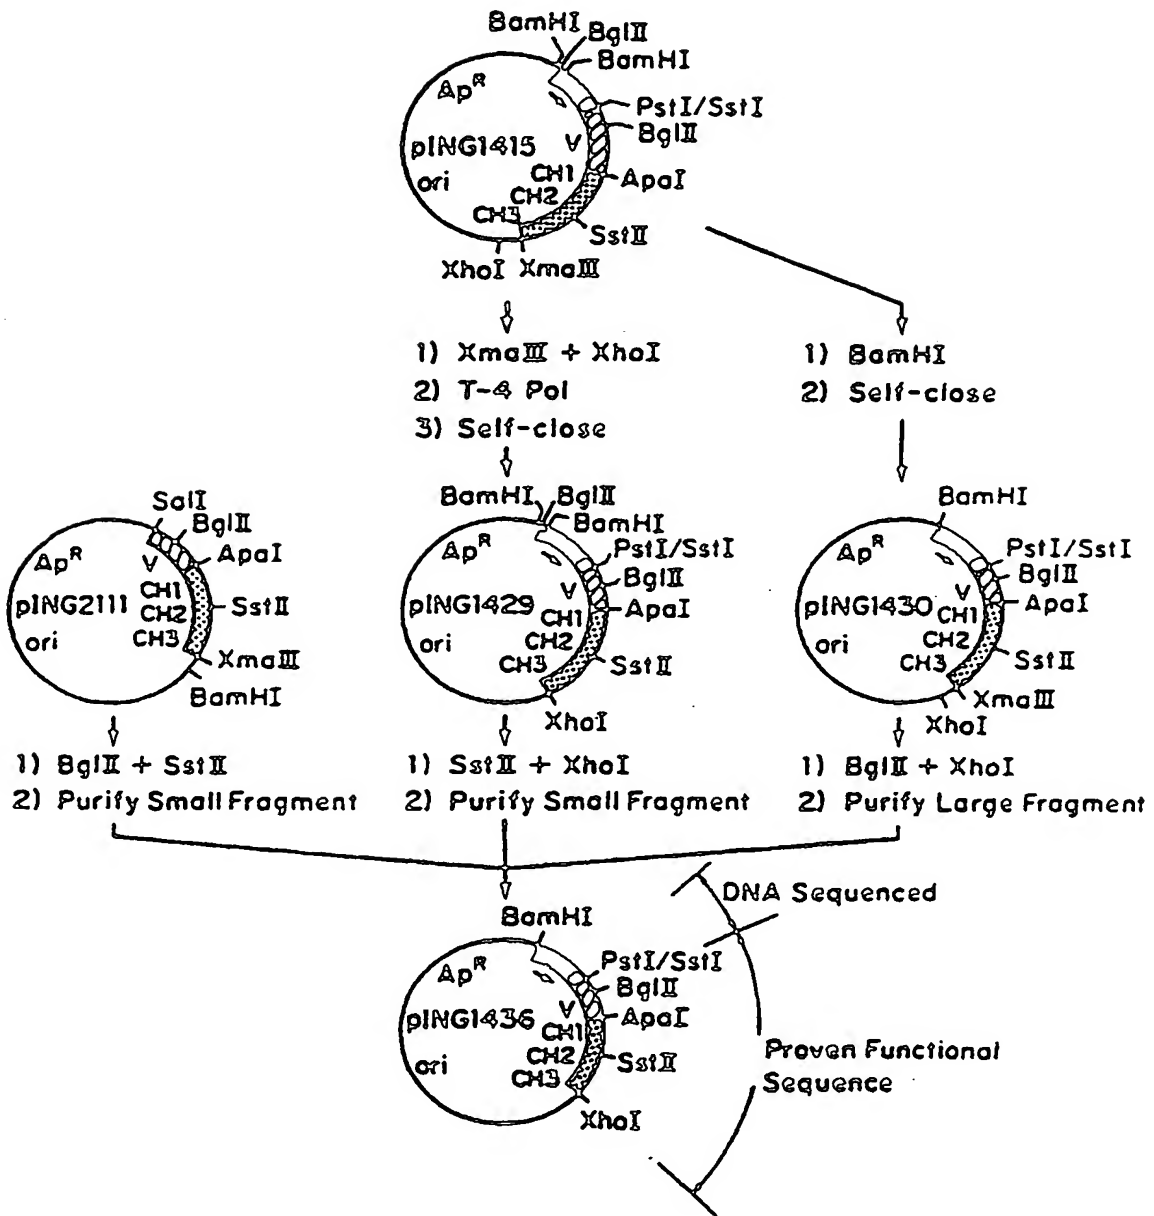 BamHI
BglII
BamHI
Ap^R
PstI/SstI
BglII
pING1415
V
CH1
ApaI
ori
CH2
CH3
SstII
XhoI XmaIII
1) XmaIII + XhoI
2) T-4 Pol
3) Self-close
1) BamHI
2) Self-close
SalI
BglII
Ap^R
ApaI
V
pING2111
CH1
CH2
SstII
ori
CH3
XmaIII
BamHI
BamHI
BglII
BamHI
Ap^R
PstI/SstI
BglII
V
pING1429
CH1
ApaI
ori
CH2
CH3
SstII
XhoI
BamHI
Ap^R
PstI/SstI
BglII
V
pING1430
CH1
ApaI
ori
CH2
CH3
SstII
XmaIII
XhoI
1) BglII + SstII
2) Purify Small Fragment
1) SstII + XhoI
2) Purify Small Fragment
1) BglII + XhoI
2) Purify Large Fragment
BamHI
Ap^R
PstI/SstI
BglII
V
pING1436
CH1
ApaI
ori
CH2
CH3
SstII
XhoI
DNA Sequenced
Proven Functional
Sequence